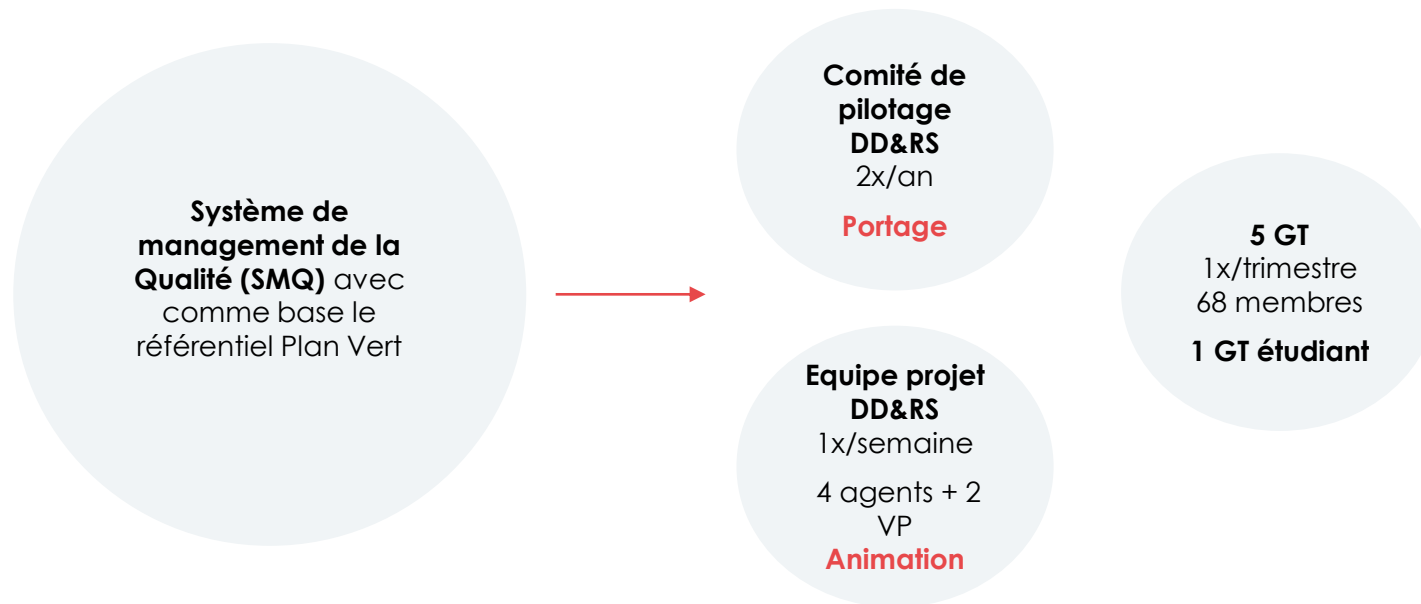 Système de
management de la
Qualité (SMQ) avec
comme base le
référentiel Plan Vert
Comité de
pilotage
DD&RS
2x/an
Portage
Equipe projet
DD&RS
1x/semaine
4 agents + 2
VP
Animation
5 GT
1x/trimestre
68 membres
1 GT étudiant